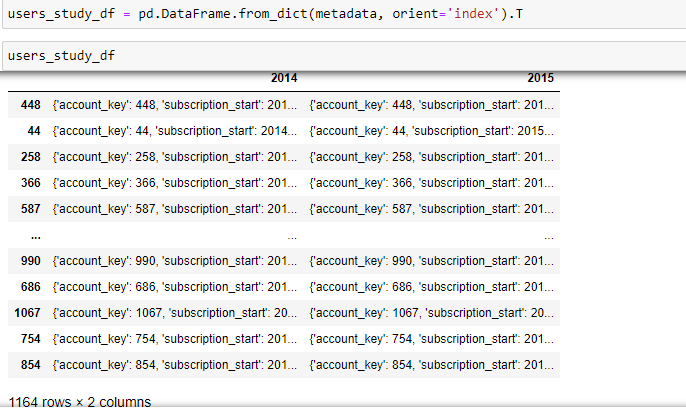 users_study_df = pd.DataFrame.from_dict(metadata, orient='index').T
users_study_df
2014 2015
448 {'account_key': 448, 'subscription_start': 201... {'account_key': 448, 'subscription_start': 201...
44 {'account_key': 44, 'subscription_start': 2014... {'account_key': 44, 'subscription_start': 2015...
258 {'account_key': 258, 'subscription_start': 201... {'account_key': 258, 'subscription_start': 201...
366 {'account_key': 366, 'subscription_start': 201... {'account_key': 366, 'subscription_start': 201...
587 {'account_key': 587, 'subscription_start': 201... {'account_key': 587, 'subscription_start': 201...
... ... ...
990 {'account_key': 990, 'subscription_start': 201... {'account_key': 990, 'subscription_start': 201...
686 {'account_key': 686, 'subscription_start': 201... {'account_key': 686, 'subscription_start': 201...
1067 {'account_key': 1067, 'subscription_start': 20... {'account_key': 1067, 'subscription_start': 20...
754 {'account_key': 754, 'subscription_start': 201... {'account_key': 754, 'subscription_start': 201...
854 {'account_key': 854, 'subscription_start': 201... {'account_key': 854, 'subscription_start': 201...
1164 rows × 2 columns